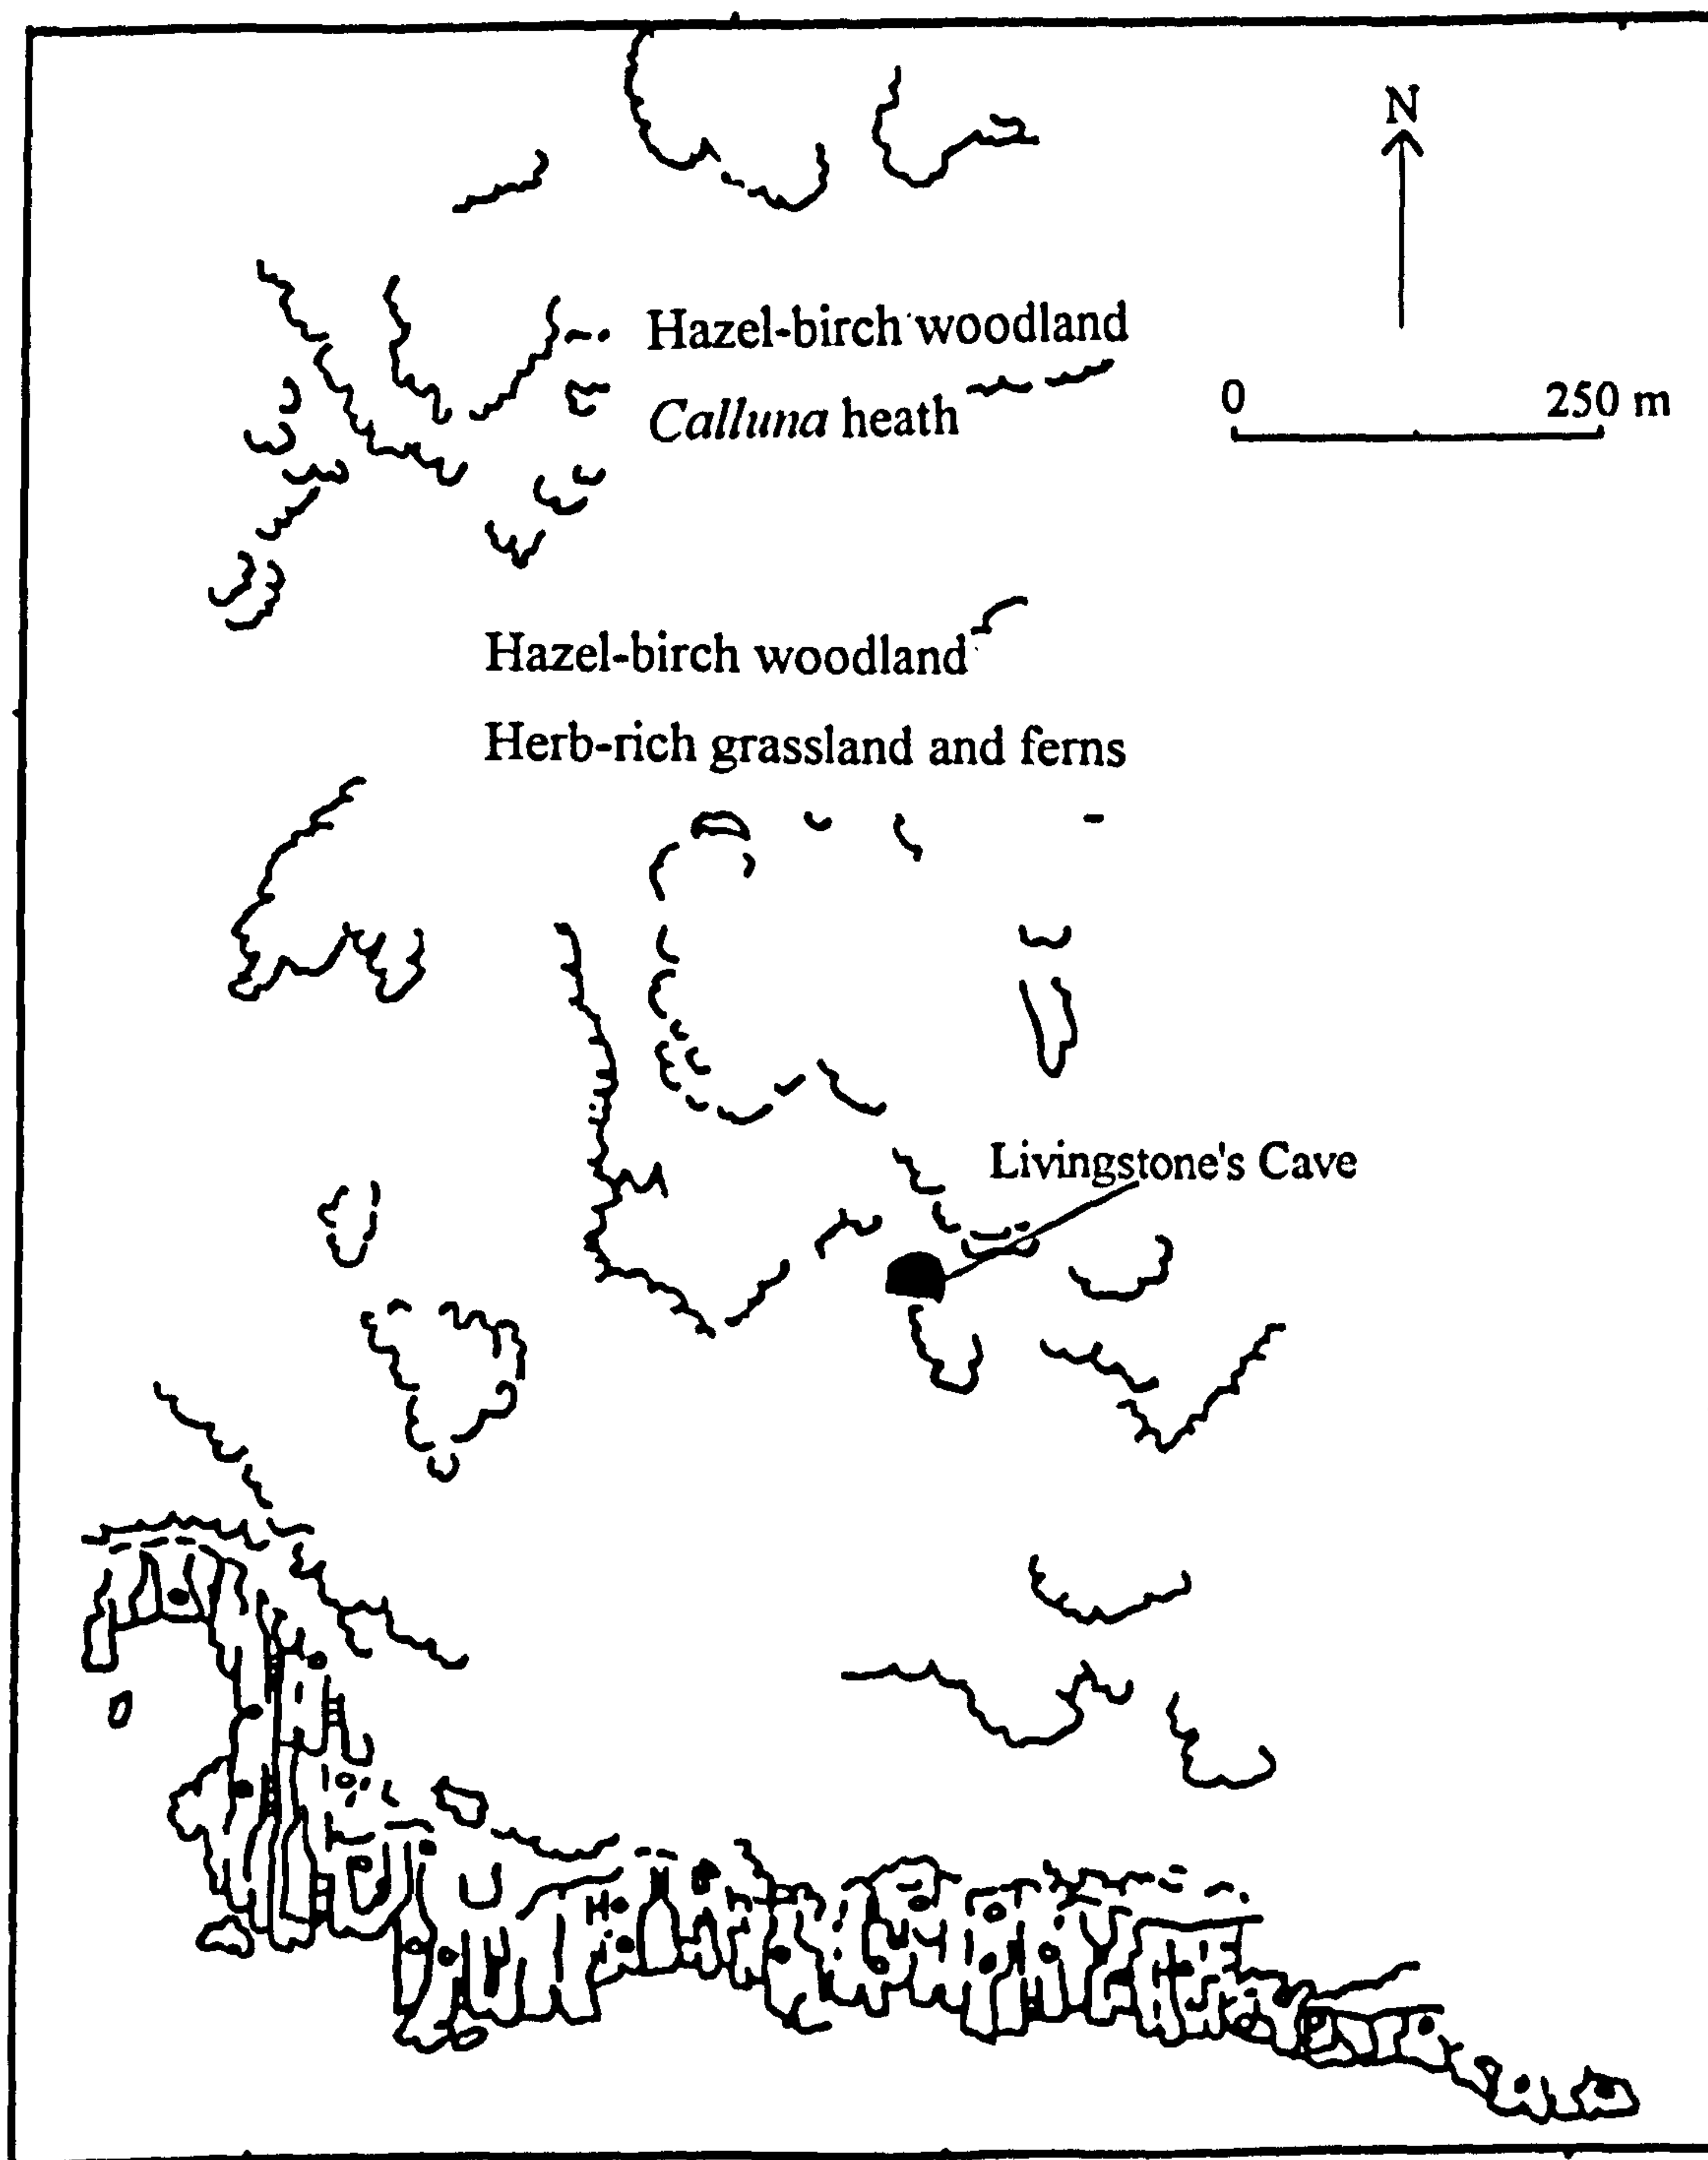 N
Hazel-birch woodland
Calluna heath
0 250 m
Hazel-birch woodland
Herb-rich grassland and ferns
Livingstone's Cave